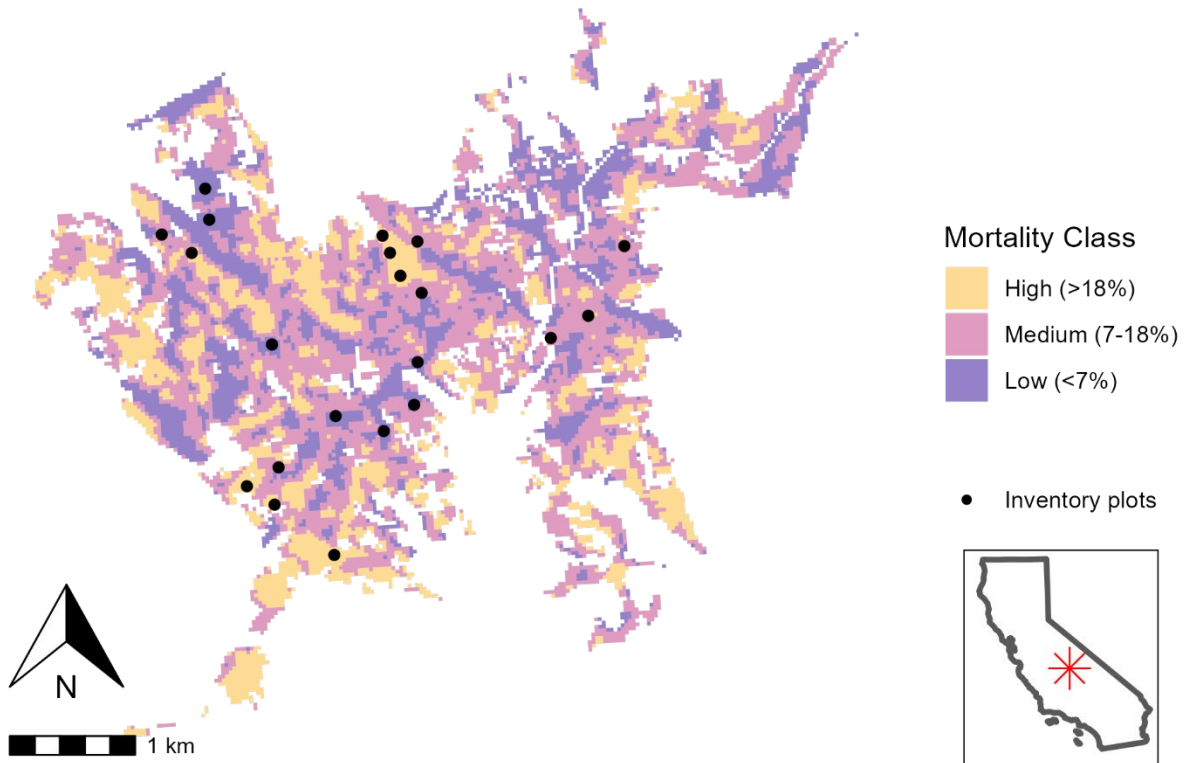 Mortality Class
High (>18%)
Medium (7-18%)
Low (<7%)
Inventory plots
N
1 km